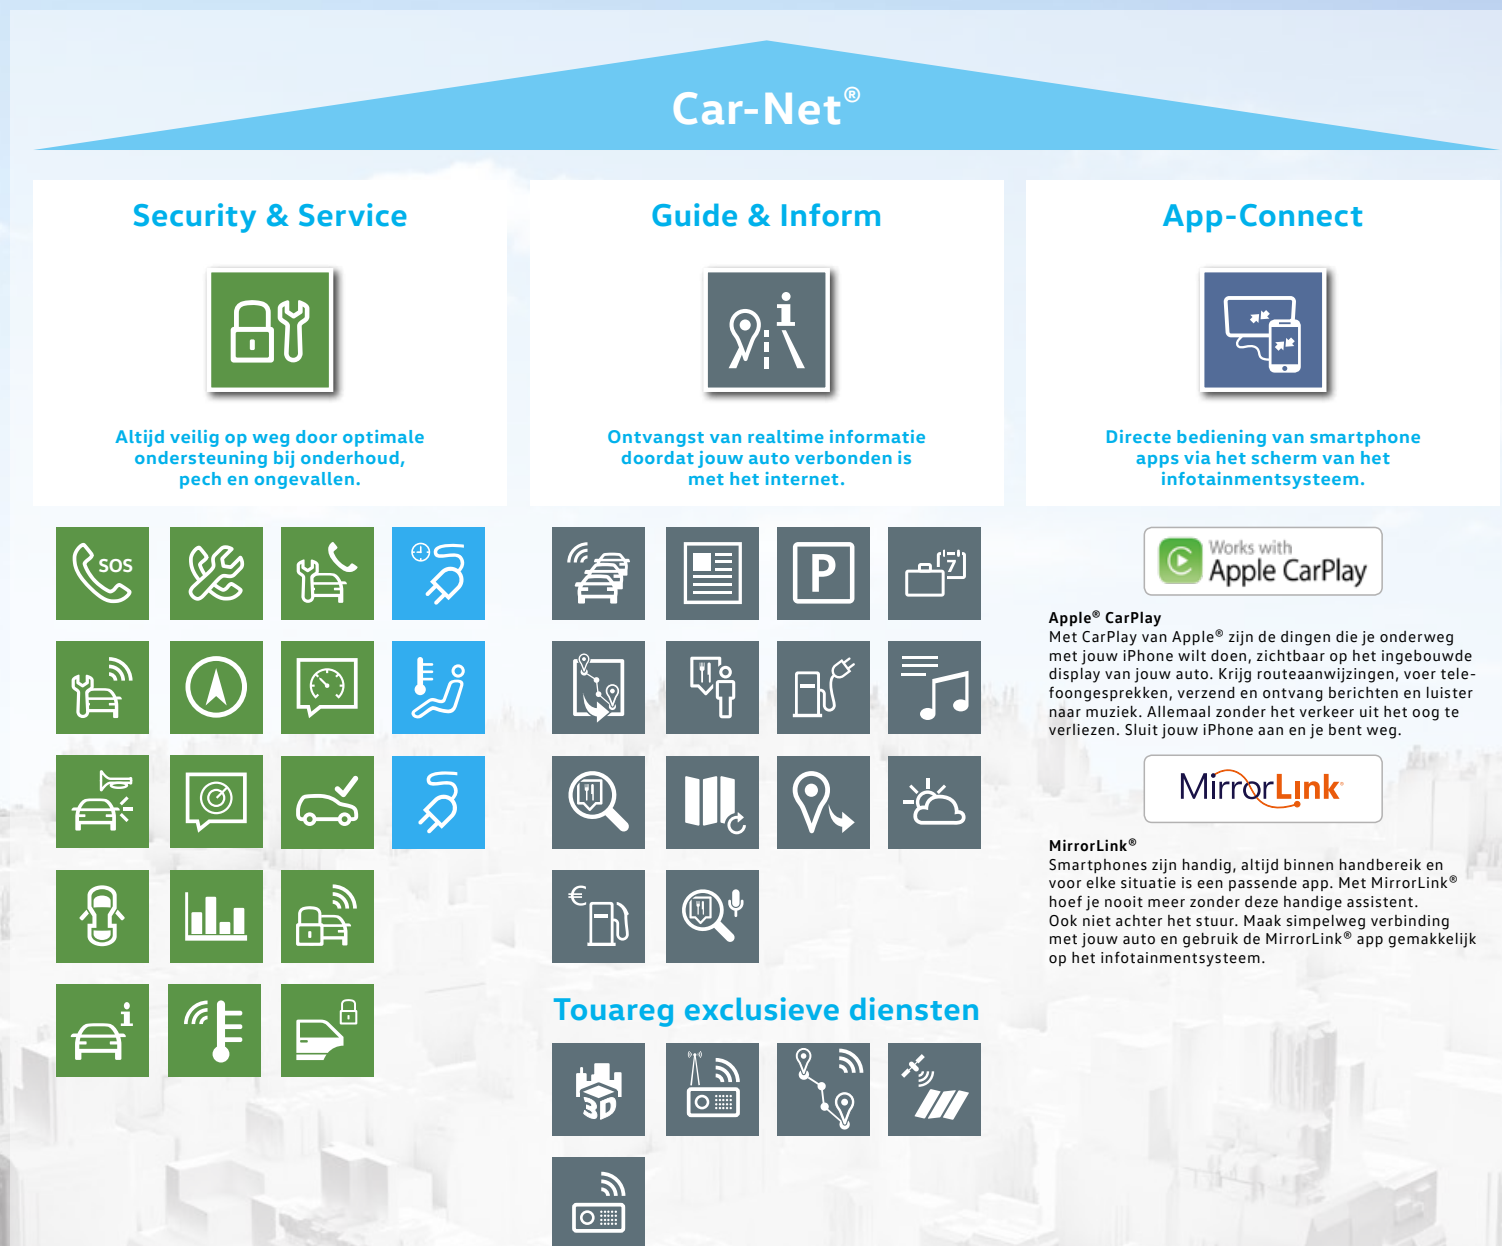 Car-Net®
Security & Service
Altijd veilig op weg door optimale
ondersteuning bij onderhoud,
pech en ongevallen.
SOS
Guide & Inform
Ontvangst van realtime informatie
doordat jouw auto verbonden is
met het internet.
P
7
€
Touareg exclusieve diensten
3D
App-Connect
Directe bediening van smartphone
apps via het scherm van het
infotainmentsysteem.
Works with
Apple CarPlay
Apple® CarPlay
Met CarPlay van Apple® zijn de dingen die je onderweg
met jouw iPhone wilt doen, zichtbaar op het ingebouwde
display van jouw auto. Krijg routeaanwijzingen, voer tele-
foongesprekken, verzend en ontvang berichten en luister
naar muziek. Allemaal zonder het verkeer uit het oog te
verliezen. Sluit jouw iPhone aan en je bent weg.
MirrorLink
MirrorLink®
Smartphones zijn handig, altijd binnen handbereik en
voor elke situatie is een passende app. Met MirrorLink®
hoef je nooit meer zonder deze handige assistent.
Ook niet achter het stuur. Maak simpelweg verbinding
met jouw auto en gebruik de MirrorLink® app gemakkelijk
op het infotainmentsysteem.